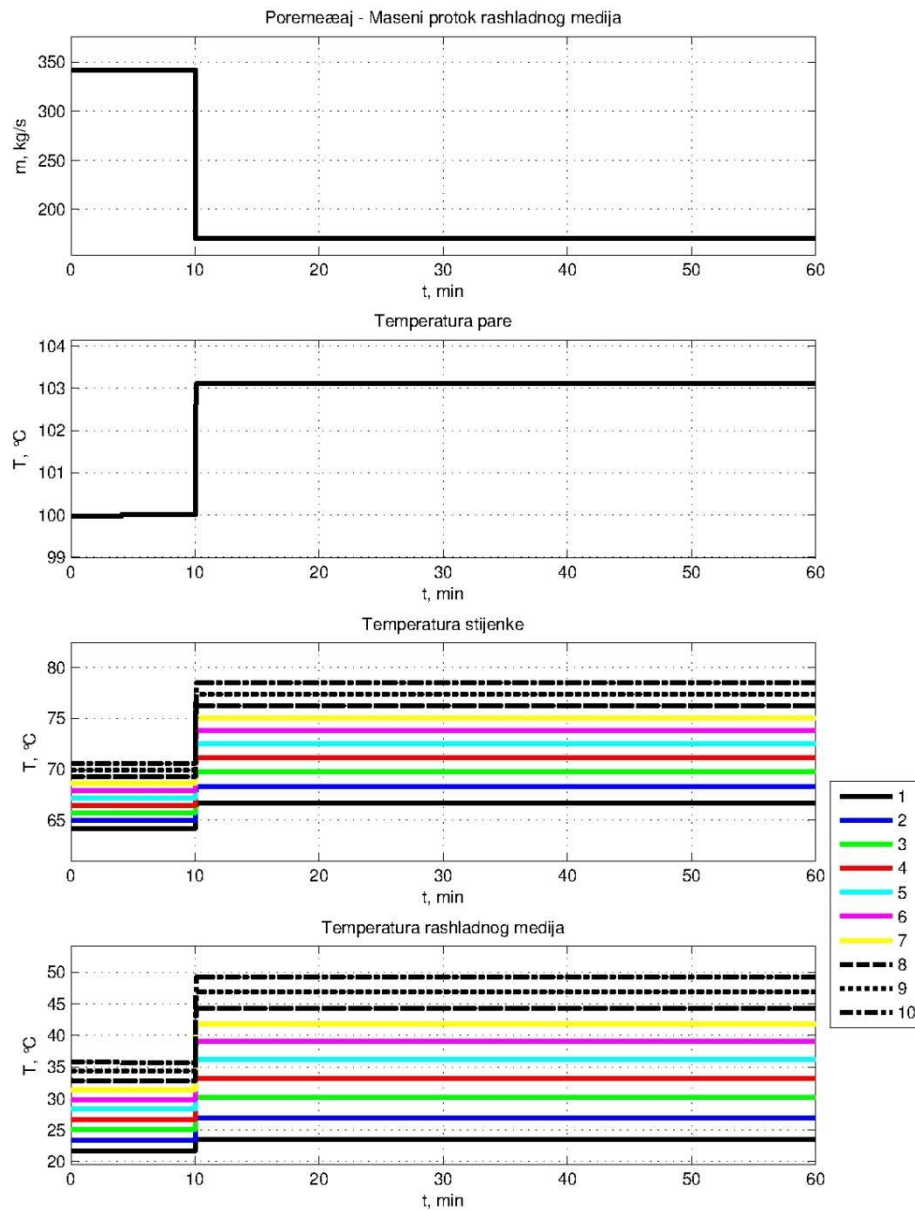 Poremeæaj - Maseni protok rashladnog medija
350
300
250
200
m, kg/s
0 10 20 30 40 50 60
t, min
Temperatura pare
104
103
102
101
100
99
T, °C
0 10 20 30 40 50 60
t, min
Temperatura stijenke
80
75
70
65
T, °C
0 10 20 30 40 50 60
t, min
Temperatura rashladnog medija
50
45
40
35
30
25
20
T, °C
0 10 20 30 40 50 60
t, min
1
2
3
4
5
6
7
8
9
10